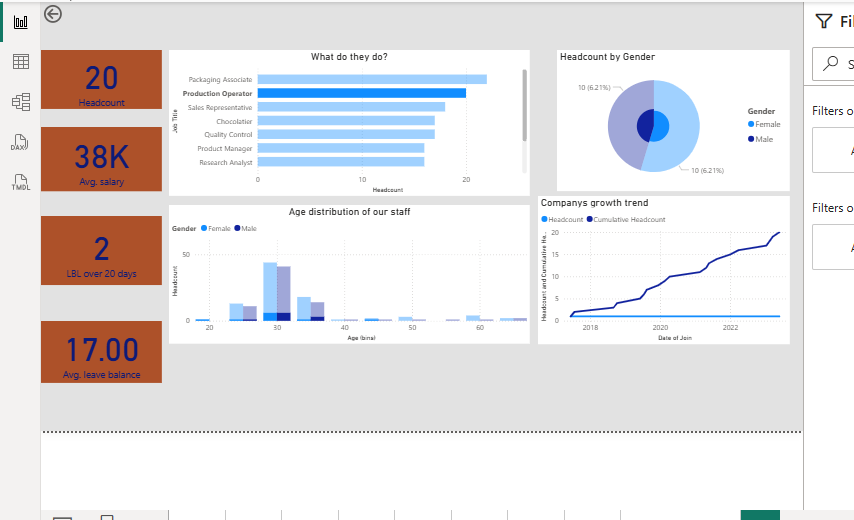 20
Headcount
38K
Avg. salary
2
LBL over 20 days
17.00
Avg. leave balance
What do they do?
Job Title
Packaging Associate
Production Operator
Sales Representative
Chocolatier
Quality Control
Product Manager
Research Analyst
0 10 20
Headcount
Headcount by Gender
10 (6.21%)
10 (6.21%)
Gender
Female
Male
Age distribution of our staff
Gender Female Male
Headcount
50
0
20 30 40 50 60
Age (bins)
Companys growth trend
Headcount Cumulative Headcount
Headcount and Cumulative He...
20
15
10
5
0
2018 2020 2022
Date of Join
DAX
TMDL
Fil
S
Filters o
A
Filters o
A